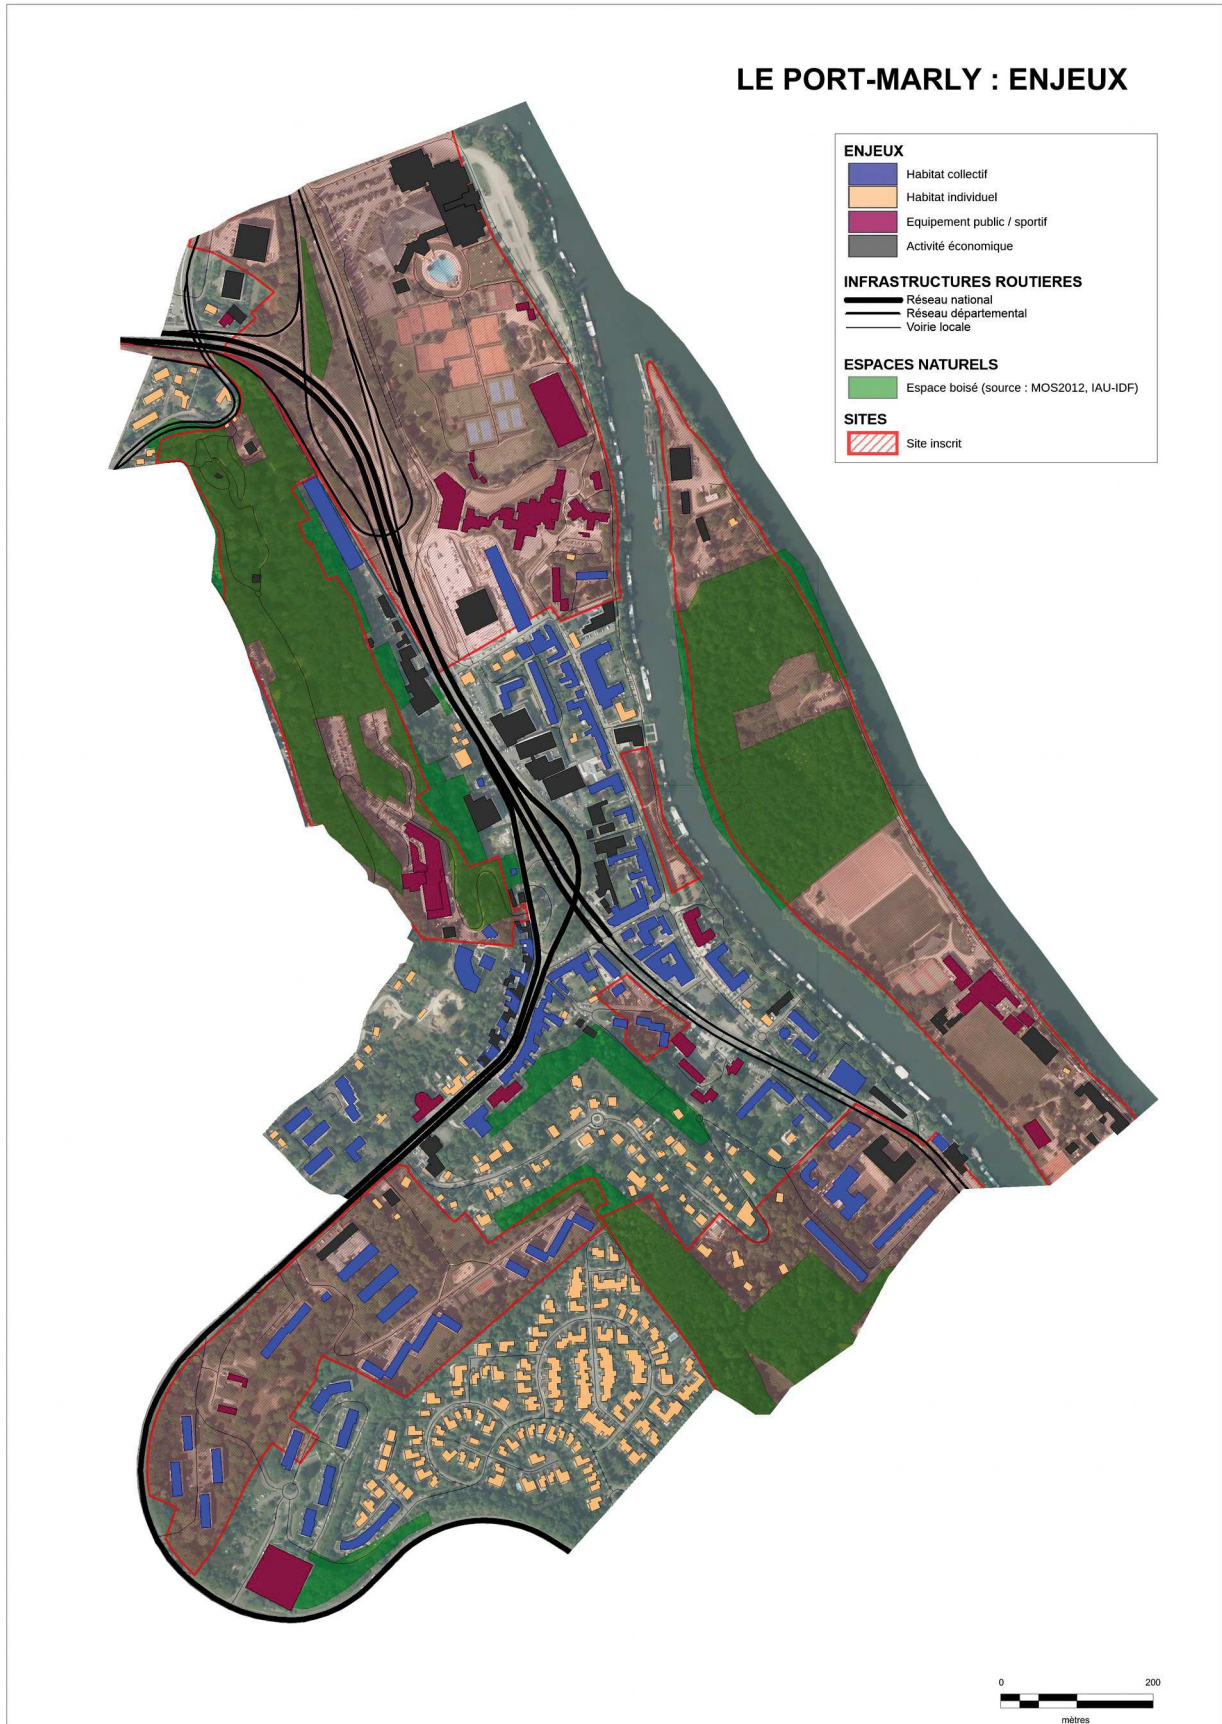 LE PORT-MARLY : ENJEUX
ENJEUX
Habitat collectif
Habitat individuel
Equipement public / sportif
Activité économique
INFRASTRUCTURES ROUTIERES
Réseau national
Réseau départemental
Voirie locale
ESPACES NATURELS
Espace boisé (source : MOS2012, IAU-IDF)
SITES
Site inscrit
0 200
mètres